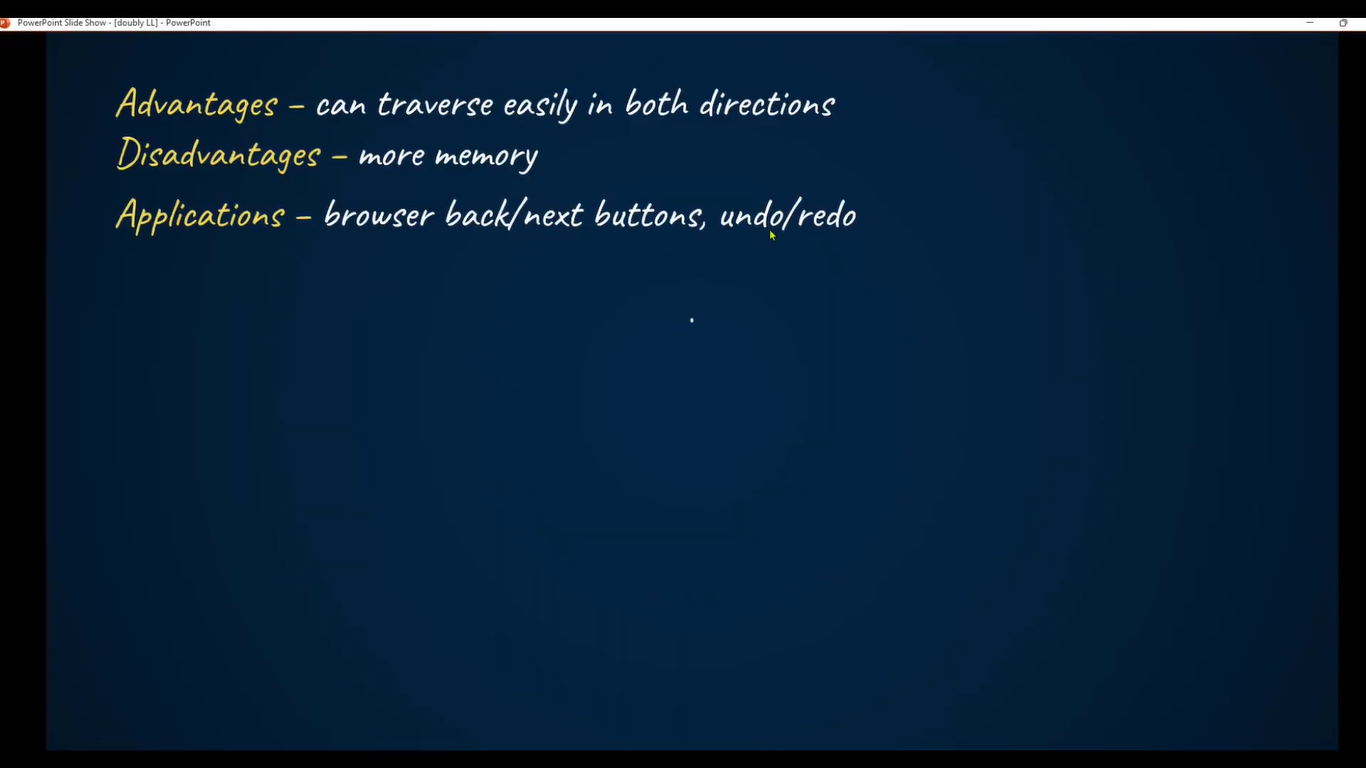 PowerPoint Slide Show - [doubly LL] - PowerPoint
Advantages – can traverse easily in both directions
Disadvantages – more memory
Applications – browser back/next buttons, undo/redo